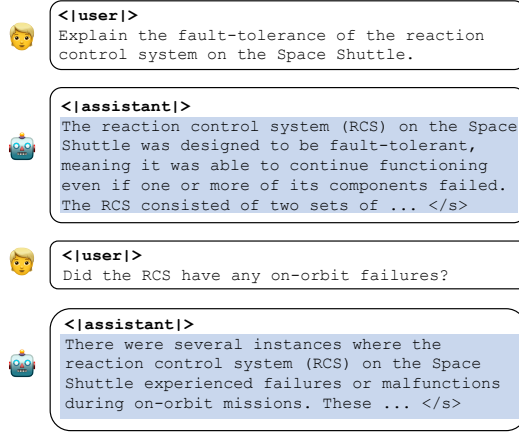 <|user|>
Explain the fault-tolerance of the reaction
control system on the Space Shuttle.
<|assistant|>
The reaction control system (RCS) on the Space
Shuttle was designed to be fault-tolerant,
meaning it was able to continue functioning
even if one or more of its components failed.
The RCS consisted of two sets of ... </s>
<|user|>
Did the RCS have any on-orbit failures?
<|assistant|>
There were several instances where the
reaction control system (RCS) on the Space
Shuttle experienced failures or malfunctions
during on-orbit missions. These ... </s>